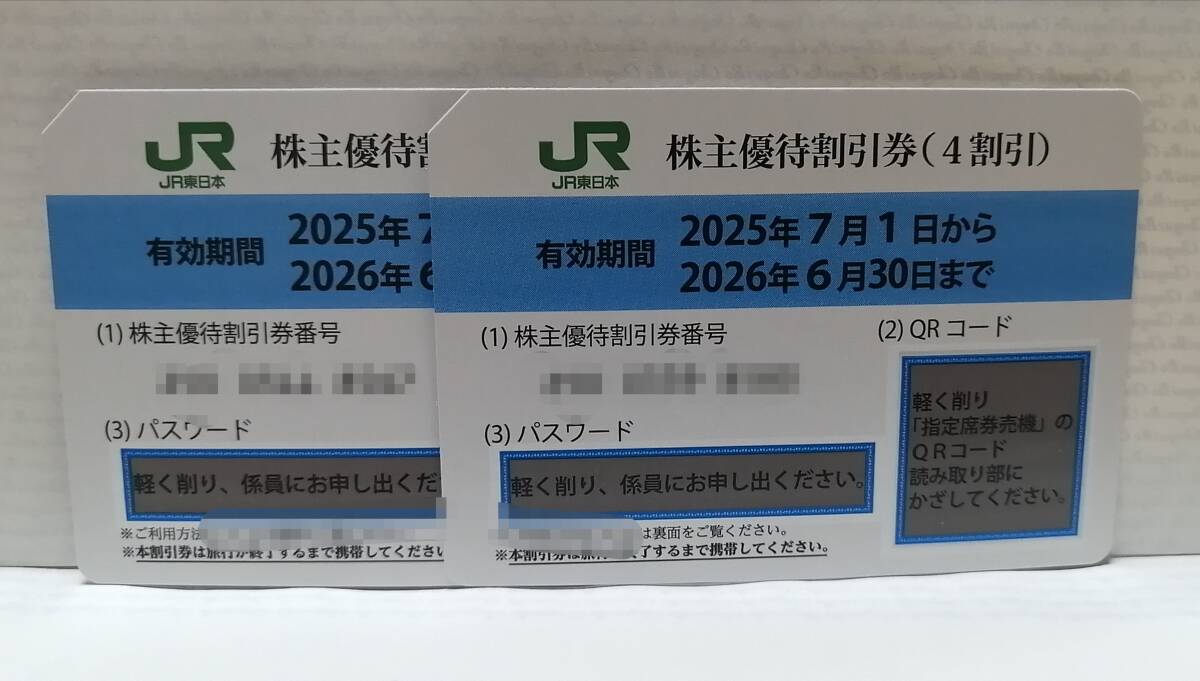 JR
JR東日本
株主優待割
有効期間
2025年7
2026年6
(1) 株主優待割引券番号
(3) パスワード
軽く削り、係員にお申し出くだ
※ご利用方法
※本割引券は旅行が終了するまで携帯してください
JR
JR東日本
株主優待割引券(4割引)
有効期間
2025年7月1日から
2026年6月30日まで
(1) 株主優待割引券番号
(2) QRコード
軽く削り
「指定席券売機」の
QRコード
読み取り部に
かざしてください。
(3) パスワード
軽く削り、係員にお申し出ください。
は裏面をご覧ください。
※本割引券は旅行 了するまで携帯してください。